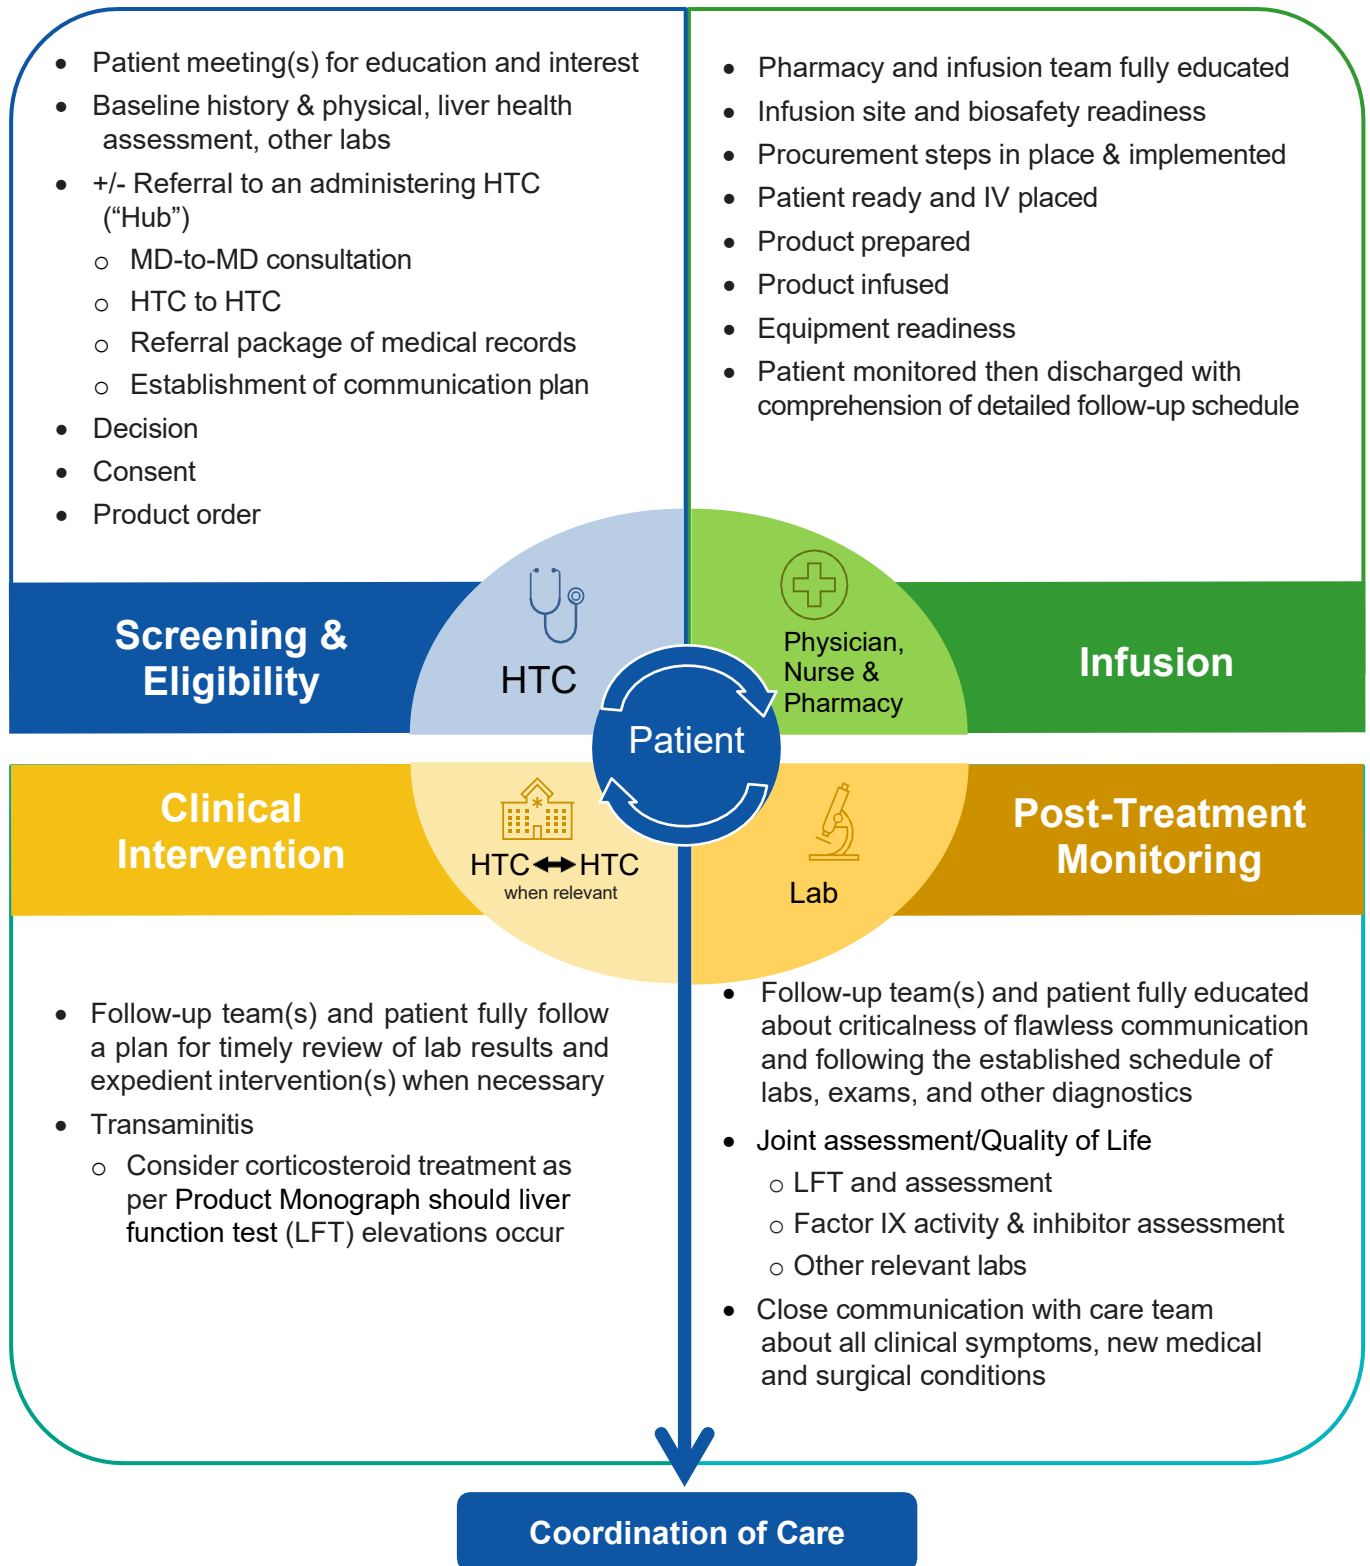 • Patient meeting(s) for education and interest
• Baseline history & physical, liver health
assessment, other labs
• +/- Referral to an administering HTC
(“Hub”)
o MD-to-MD consultation
o HTC to HTC
o Referral package of medical records
o Establishment of communication plan
• Decision
• Consent
• Product order
• Pharmacy and infusion team fully educated
• Infusion site and biosafety readiness
• Procurement steps in place & implemented
• Patient ready and IV placed
• Product prepared
• Product infused
• Equipment readiness
• Patient monitored then discharged with
comprehension of detailed follow-up schedule
Screening &
Eligibility
HTC
Physician,
Nurse &
Pharmacy
Infusion
Patient
Clinical
Intervention
HTC HTC
when relevant
Lab
Post-Treatment
Monitoring
• Follow-up team(s) and patient fully follow
a plan for timely review of lab results and
expedient intervention(s) when necessary
• Transaminitis
o Consider corticosteroid treatment as
per Product Monograph should liver
function test (LFT) elevations occur
• Follow-up team(s) and patient fully educated
about criticalness of flawless communication
and following the established schedule of
labs, exams, and other diagnostics
• Joint assessment/Quality of Life
o LFT and assessment
o Factor IX activity & inhibitor assessment
o Other relevant labs
• Close communication with care team
about all clinical symptoms, new medical
and surgical conditions
Coordination of Care